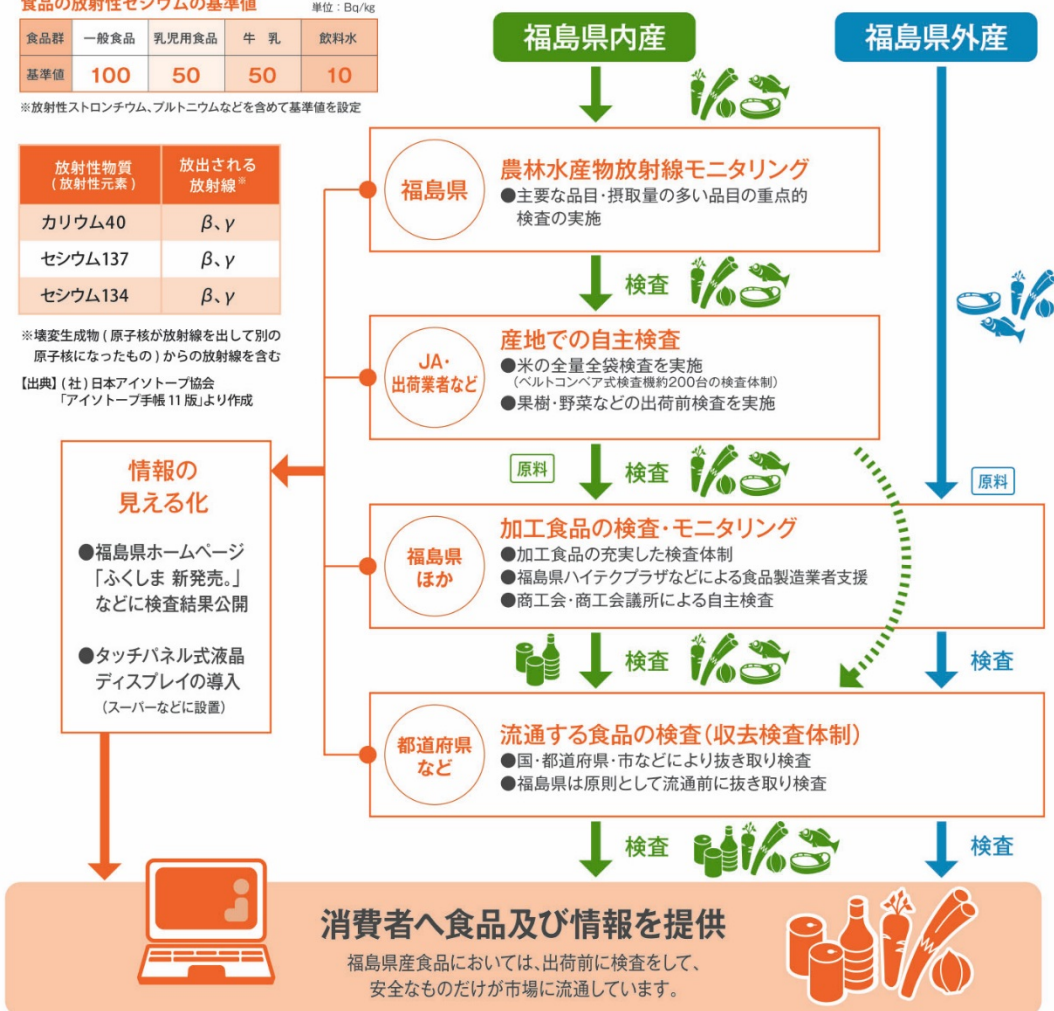 食品の放射性セシウムの基準値
単位：Bq/kg
食品群 一般食品 乳児用食品 牛 乳 飲料水
基準値 100 50 50 10
※放射性ストロンチウム、プルトニウムなどを含めて基準値を設定
放射性物質
(放射性元素)
放出される
放射線※
カリウム40 β、γ
セシウム137 β、γ
セシウム134 β、γ
※壊変生成物(原子核が放射線を出して別の
原子核になったもの)からの放射線を含む
【出典】(社)日本アイソトープ協会
「アイソトープ手帳 11 版」より作成
福島県内産
福島県外産
福島県
農林水産物放射線モニタリング
●主要な品目・摂取量の多い品目の重点的
検査の実施
検査
JA・
出荷業者など
産地での自主検査
●米の全量全袋検査を実施
(ベルトコンベア式検査機約200台の検査体制)
●果樹・野菜などの出荷前検査を実施
原料
検査
原料
福島県
ほか
加工食品の検査・モニタリング
●加工食品の充実した検査体制
●福島県ハイテクプラザなどによる食品製造業者支援
●商工会・商工会議所による自主検査
検査
検査
都道府県
など
流通する食品の検査(収去検査体制)
●国・都道府県・市などにより抜き取り検査
●福島県は原則として流通前に抜き取り検査
検査
検査
情報の
見える化
●福島県ホームページ
「ふくしま 新発売。」
などに検査結果公開
●タッチパネル式液晶
ディスプレイの導入
(スーパーなどに設置)
消費者へ食品及び情報を提供
福島県産食品においては、出荷前に検査をして、
安全なものだけが市場に流通しています。